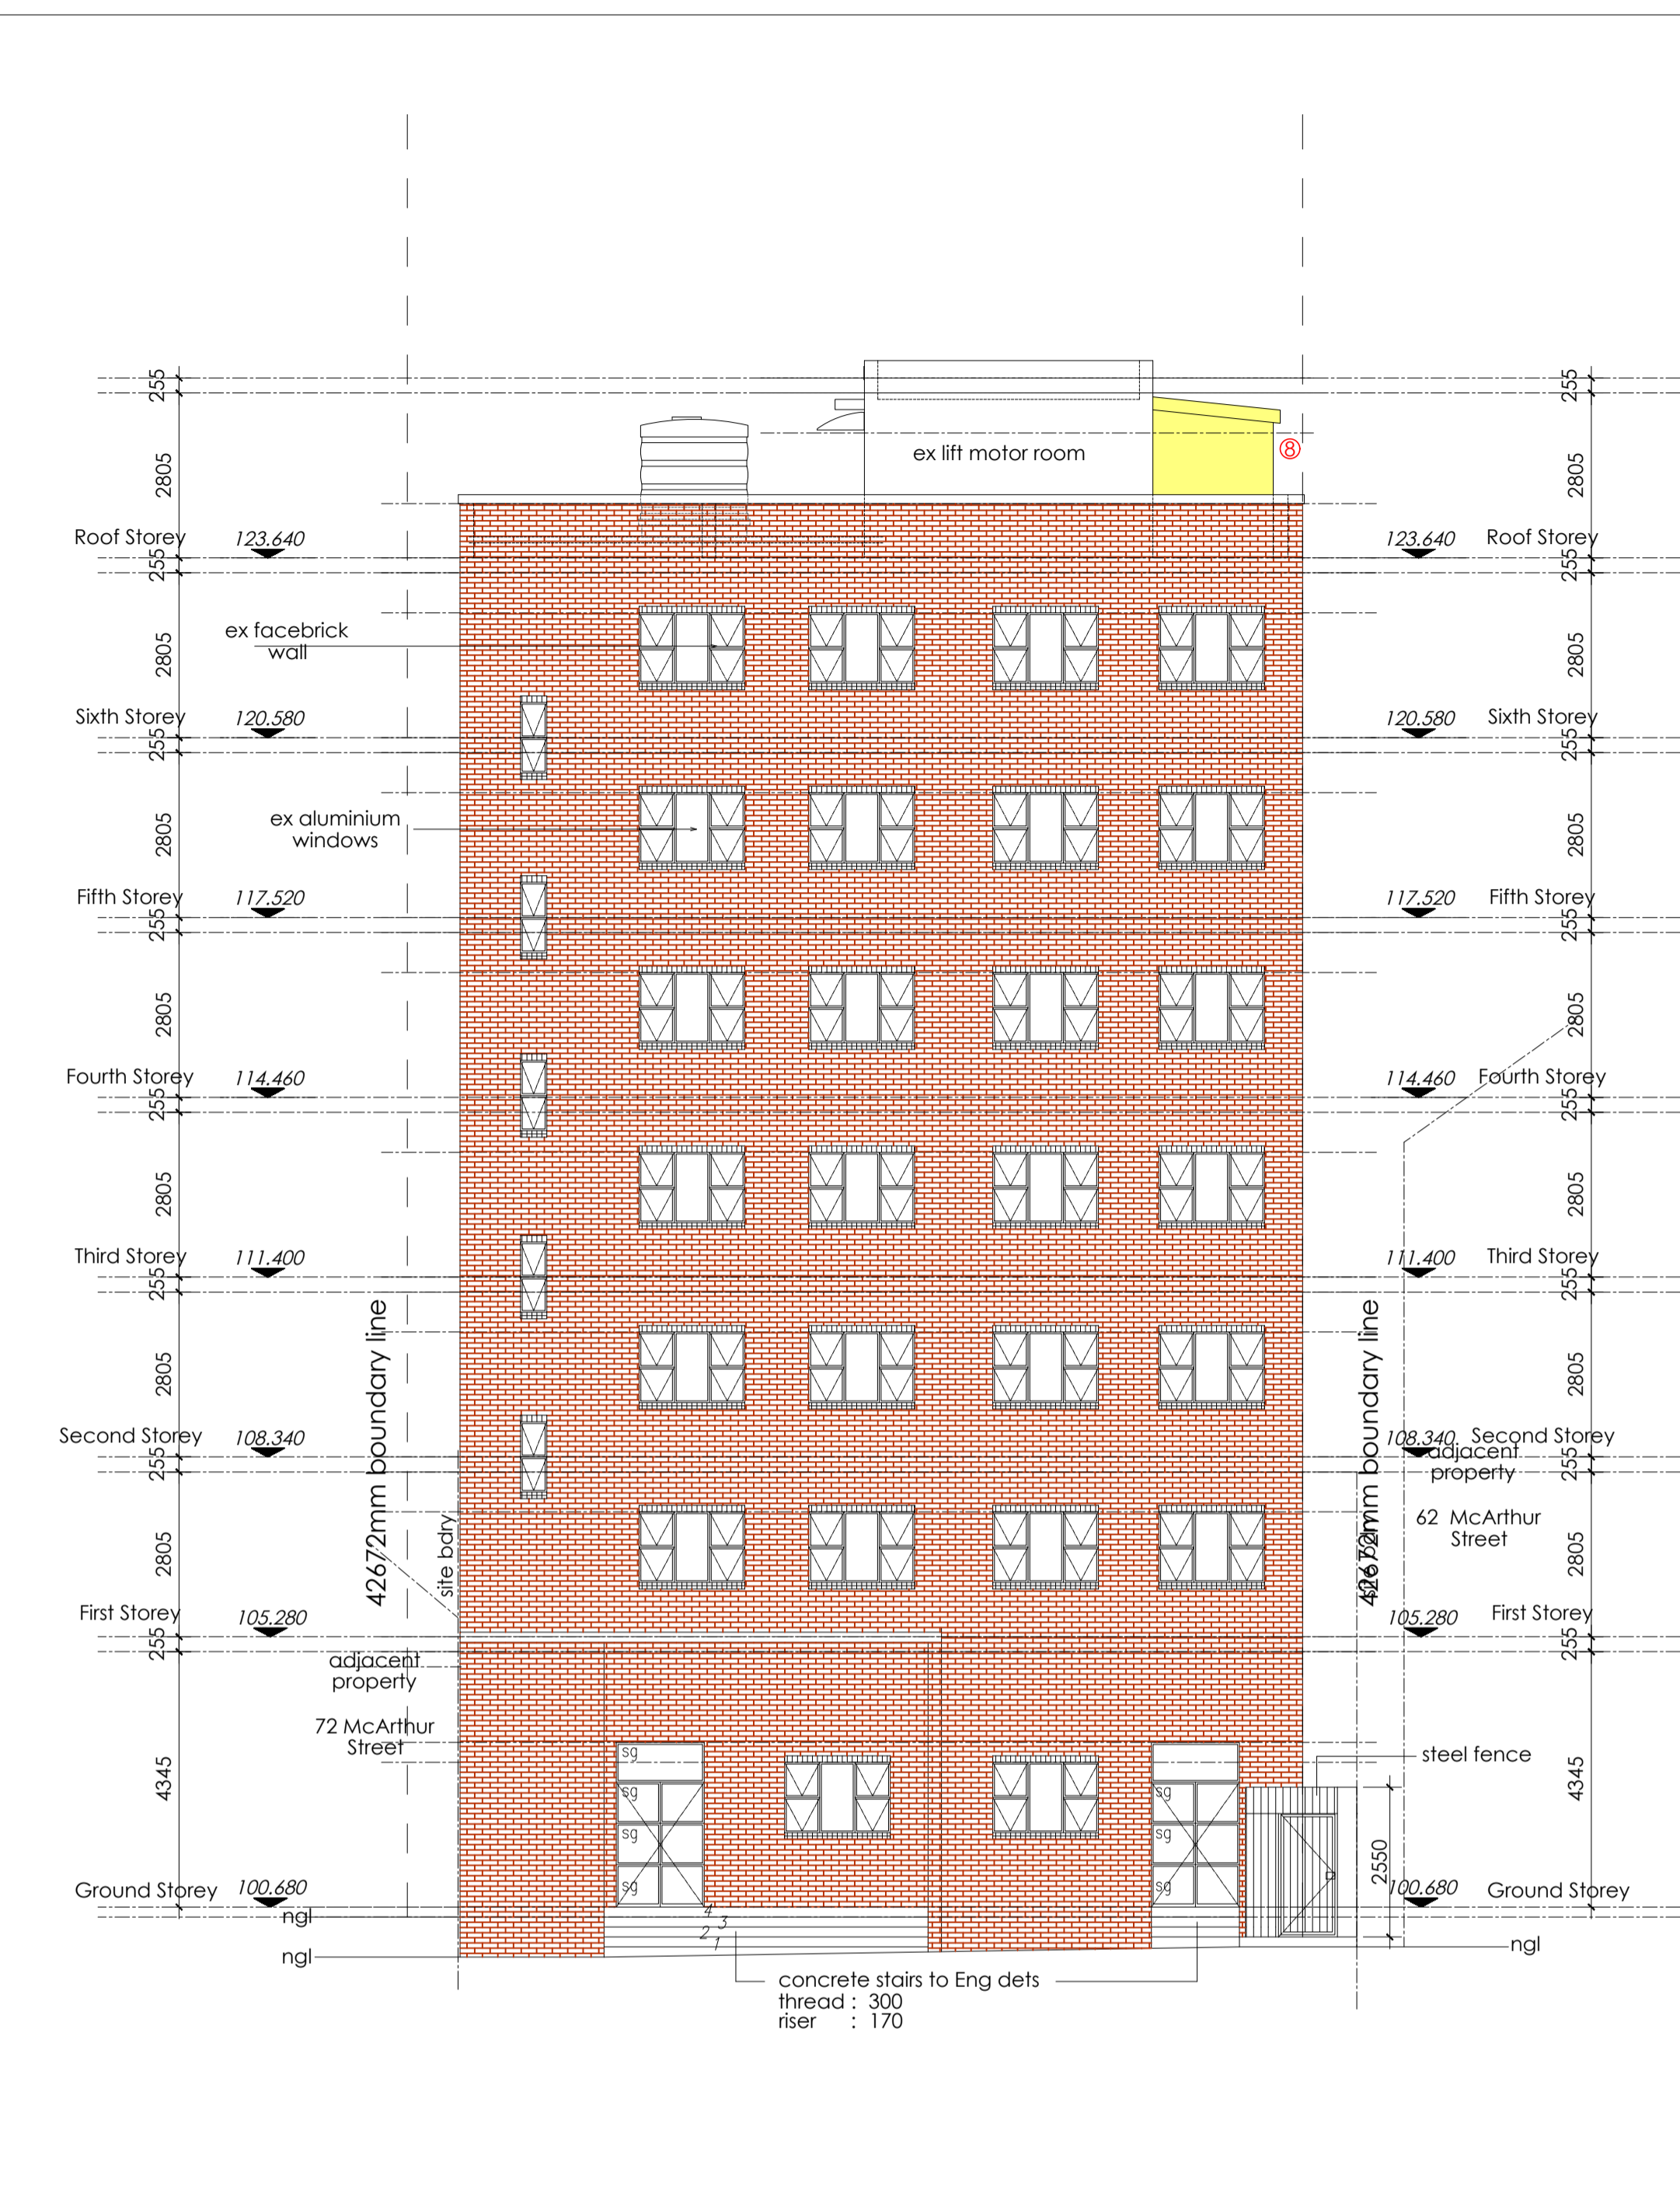 255
255
2805
2805
ex lift motor room
8
Roof Storey
123.640
123.640
Roof Storey
255
255
ex facebrick
wall
2805
2805
Sixth Storey
120.580
120.580
Sixth Storey
255
255
ex aluminium
windows
2805
2805
Fifth Storey
117.520
117.520
Fifth Storey
255
255
2805
2805
Fourth Storey
114.460
114.460
Fourth Storey
255
255
2805
2805
Third Storey
111.400
111.400
Third Storey
255
255
42672mm boundary line
42672mm boundary line
2805
2805
Second Storey
108.340
108.340
Second Storey
255
255
adjacent
property
site bdry
site bdry
62 McArthur
Street
2805
2805
First Storey
105.280
105.280
First Storey
255
255
adjacent
property
72 McArthur
Street
sg
sg
sg
sg
sg
sg
sg
steel fence
4345
4345
2550
Ground Storey
100.680
100.680
Ground Storey
ngl
4
3
2
1
ngl
ngl
concrete stairs to Eng dets
thread : 300
riser : 170